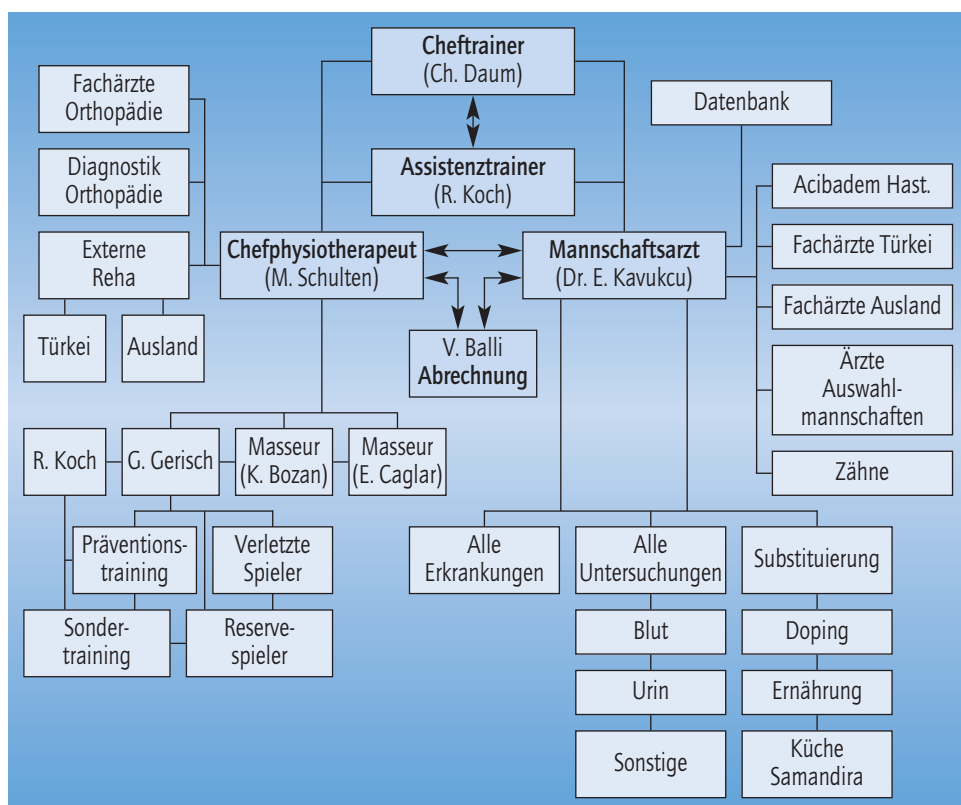 Cheftrainer
(Ch. Daum)
Fachärzte
Orthopädie
Datenbank
Assistenztrainer
(R. Koch)
Diagnostik
Orthopädie
Acibadem Hast.
Externe
Reha
Chefphysiotherapeut
(M. Schulten)
Mannschaftsarzt
(Dr. E. Kavukcu)
Fachärzte Türkei
Fachärzte Ausland
Türkei
Ausland
V. Balli
Abrechnung
Ärzte
Auswahl-
mannschaften
R. Koch
G. Gerisch
Masseur
(K. Bozan)
Masseur
(E. Caglar)
Zähne
Präventions-
training
Verletzte
Spieler
Alle
Erkrankungen
Alle
Untersuchungen
Substituierung
Sonder-
training
Reserve-
spieler
Blut
Doping
Urin
Ernährung
Sonstige
Küche
Samandira